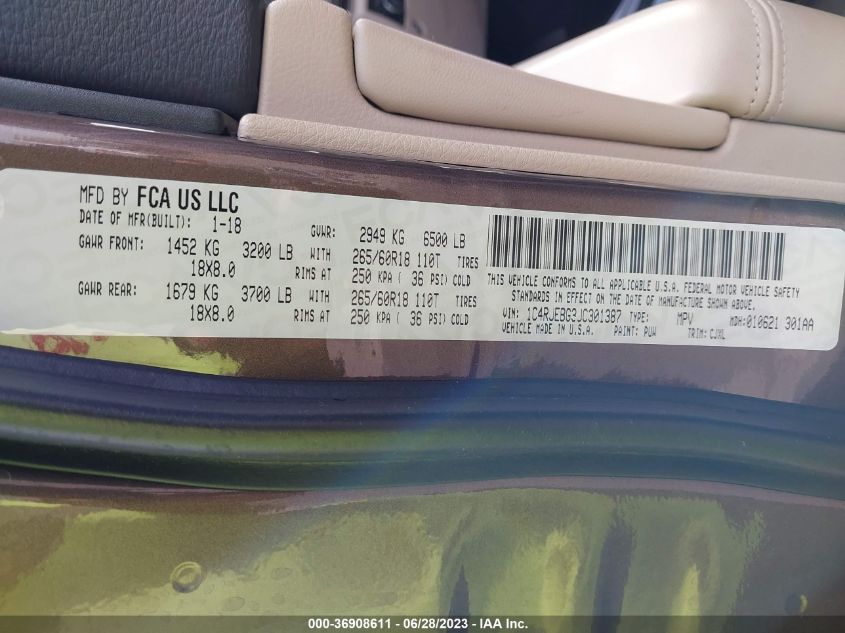 MFD BY FCA US LLC
DATE OF MFR(BUILT): 1-18 GVWR: 2949 KG 6500 LB
GAWR FRONT: 1452 KG 3200 LB WITH 265/60R18 110T TIRES
18X8.0 RIMS AT 250 KPA ( 36 PSI) COLD
GAWR REAR: 1679 KG 3700 LB WITH 265/60R18 110T TIRES
18X8.0 RIMS AT 250 KPA ( 36 PSI) COLD
THIS VEHICLE CONFORMS TO ALL APPLICABLE U.S.A. FEDERAL MOTOR VEHICLE SAFETY
STANDARDS IN EFFECT ON THE DATE OF MANUFACTURE SHOWN ABOVE.
VIN: 1C4RJEBG3JC301387 TYPE: MPV MDH:010621 301AA
VEHICLE MADE IN U.S.A. PAINT: PUW TRIM: CJXL
000-36908611 - 06/28/2023 - IAA Inc.